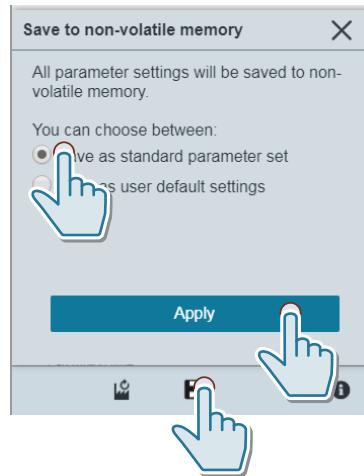 Save to non-volatile memory
All parameter settings will be saved to non-
volatile memory.
You can choose between:
as standard parameter set
as user default settings
Apply